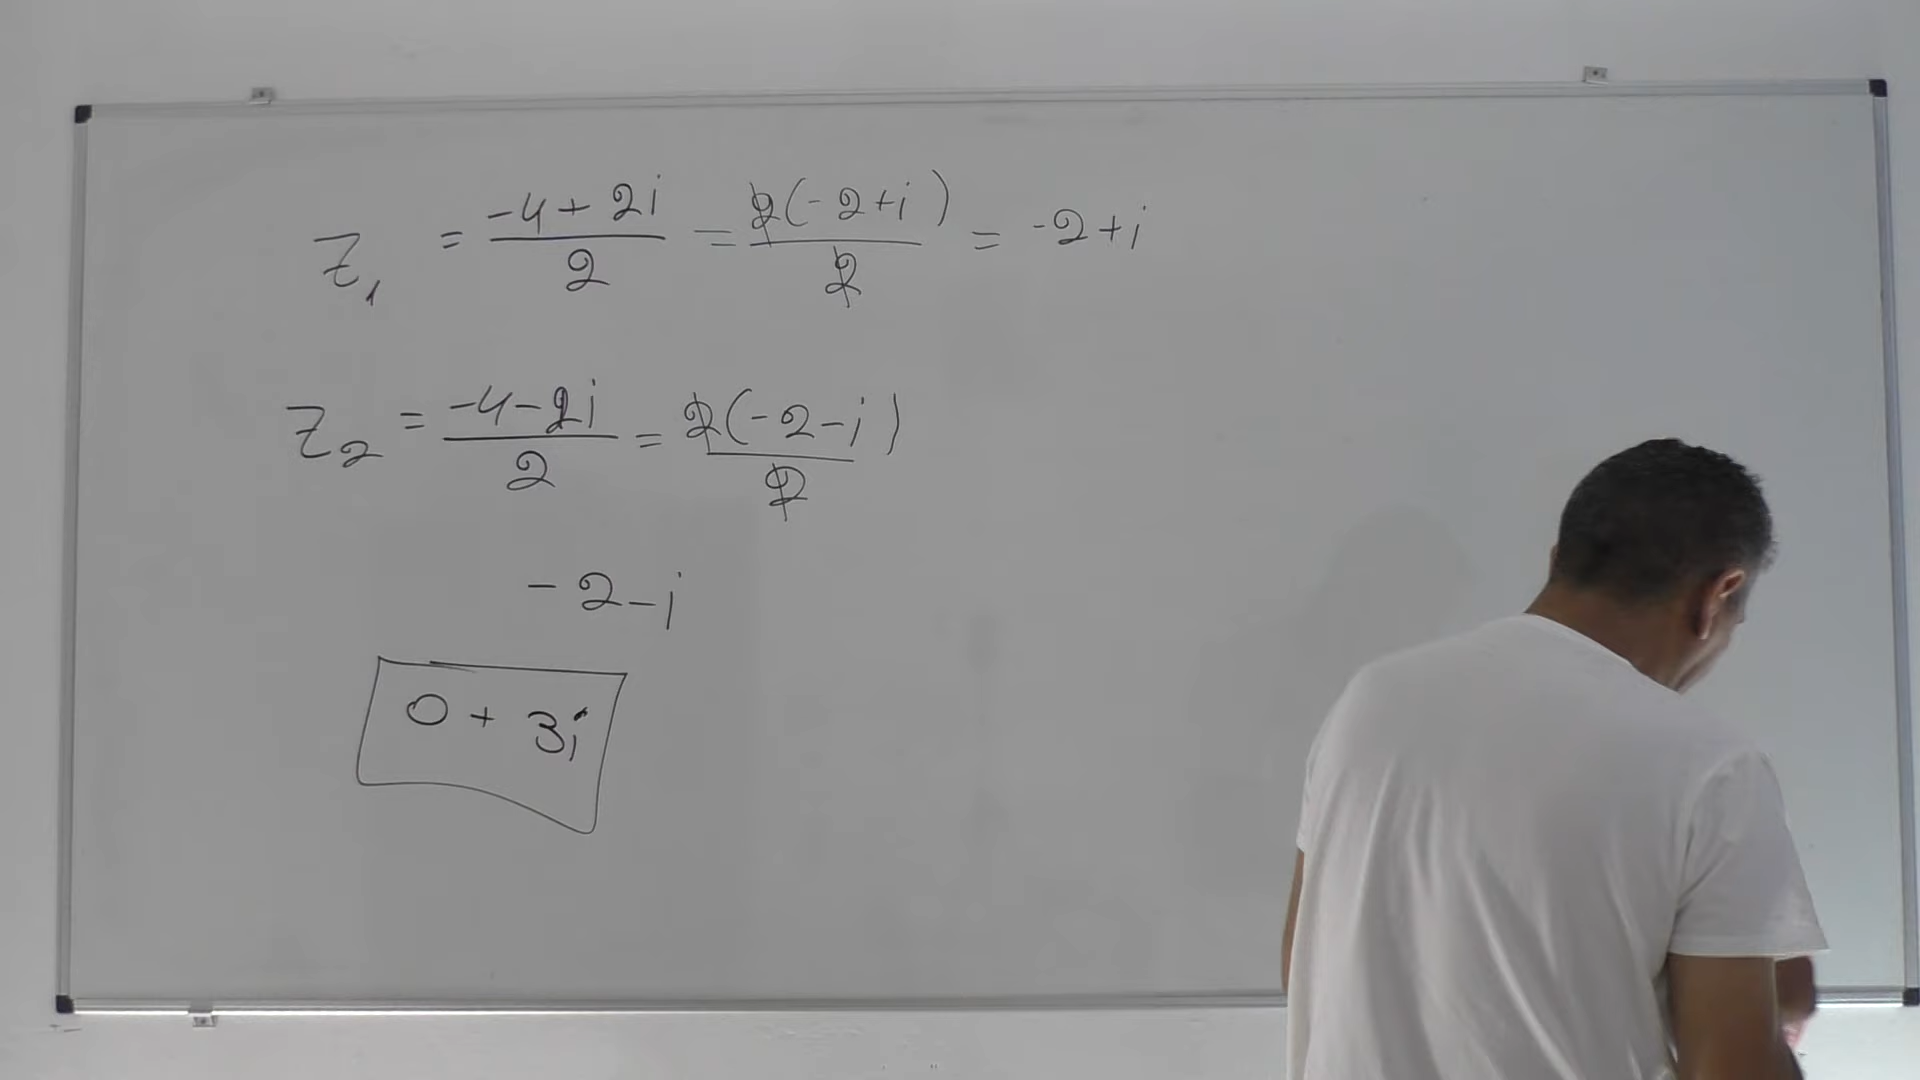 Z₁ = (-4+2i)/2 = 2(-2+i)/2 = -2+i
Z₂ = (-4-2i)/2 = 2(-2-i)/2
-2-i
0 + 3i